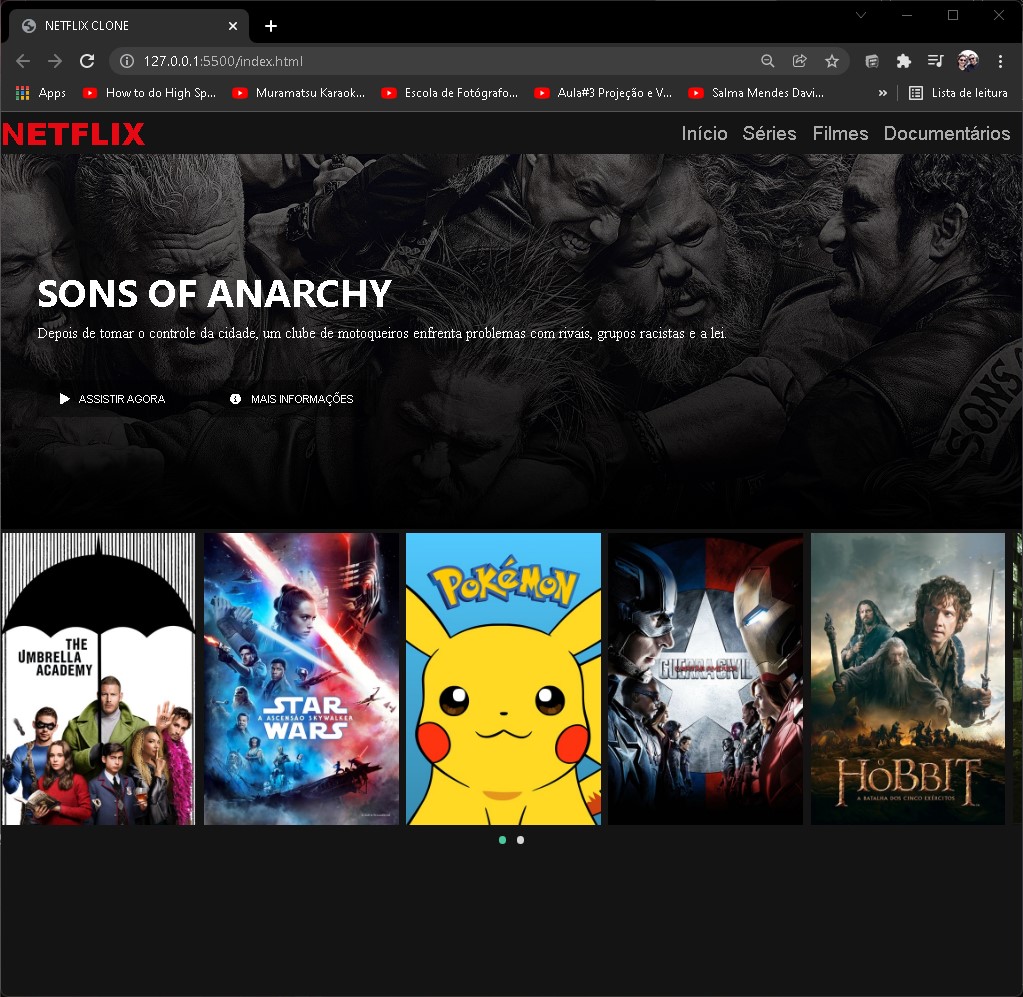 NETFLIX CLONE
127.0.0.1:5500/index.html
Apps How to do High Sp... Muramatsu Karaok... Escola de Fotógrafo... Aula#3 Projeção e V... Salma Mendes Davi... » Lista de leitura
NETFLIX Início Séries Filmes Documentários
SONS OF ANARCHY
Depois de tomar o controle da cidade, um clube de motoqueiros enfrenta problemas com rivais, grupos racistas e a lei.
ASSISTIR AGORA MAIS INFORMAÇÕES
SONS
THE
UMBRELLA
ACADEMY
STAR
A ASCENSÃO SKYWALKER
WARS
POKéMON
GUERRA CIVIL
O
HOBBIT
A BATALHA DOS CINCO EXÉRCITOS